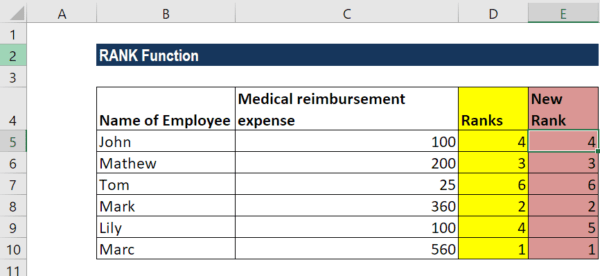 A B C D E
1
2 RANK Function
3
Medical reimbursement New
4 Name of Employee expense Ranks Rank
5 John 100 4 4
6 Mathew 200 3 3
7 Tom 25 6 6
8 Mark 360 2 2
9 Lily 100 4 5
10 Marc 560 1 1
11